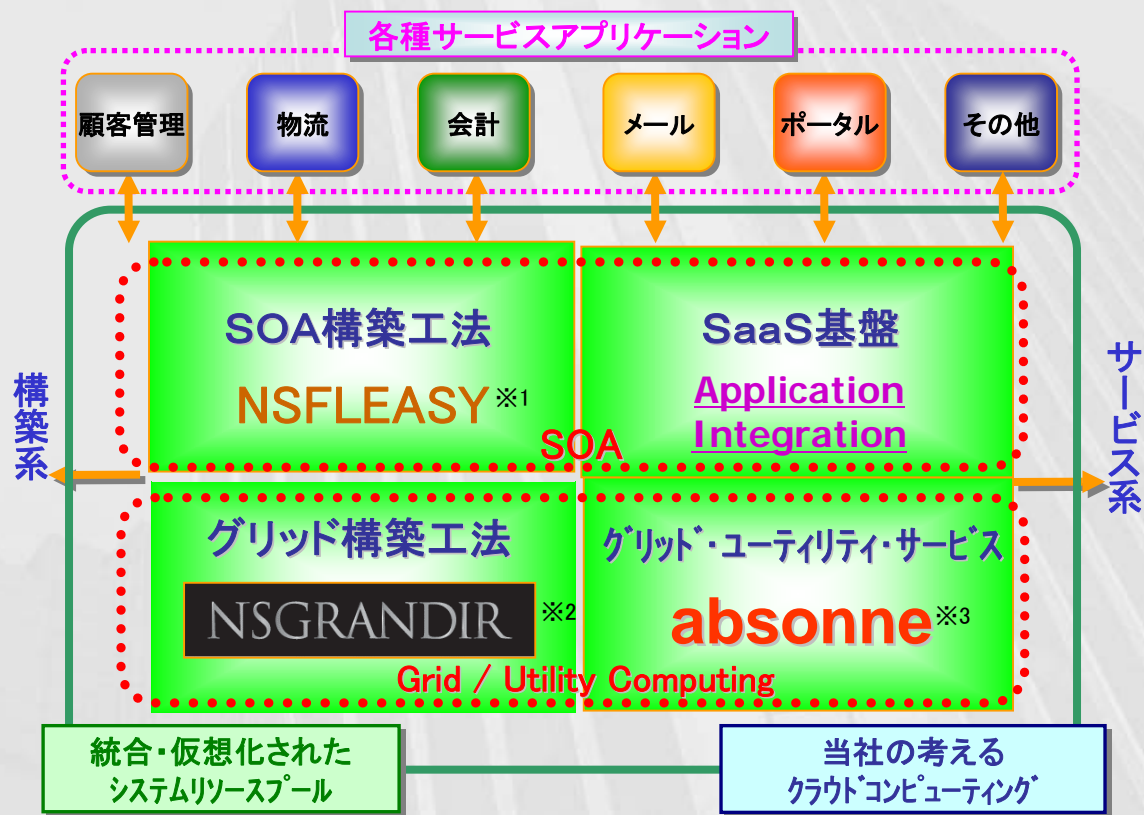 各種サービスアプリケーション
顧客管理
物流
会計
メール
ポータル
その他
SOA構築工法
NSFLEASY※1
SaaS基盤
Application
Integration
SOA
構築系
サービス系
グリッド構築工法
NSGRANDIR ※2
グリッド・ユーティリティ・サービス
absonne※3
Grid / Utility Computing
統合・仮想化された
システムリソースプール
当社の考える
クラウドコンピューティング